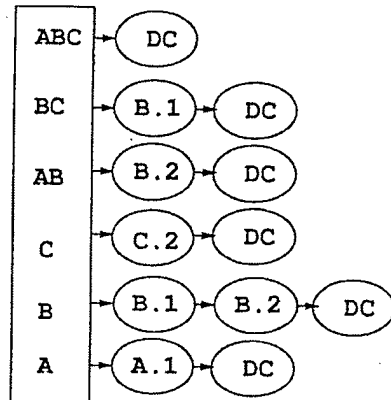 ABC DC
BC B.1 DC
AB B.2 DC
C C.2 DC
B B.1 B.2 DC
A A.1 DC